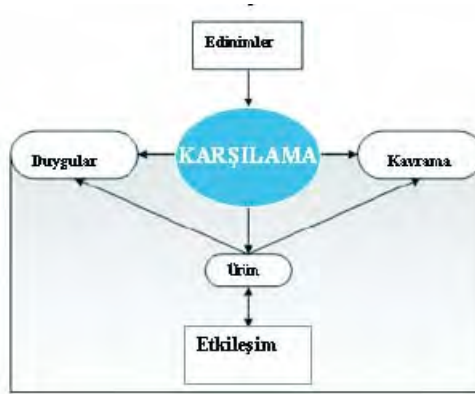 Edinimler
KARŞILAMA
Duygular
Kavrama
Ürün
Etkileşim